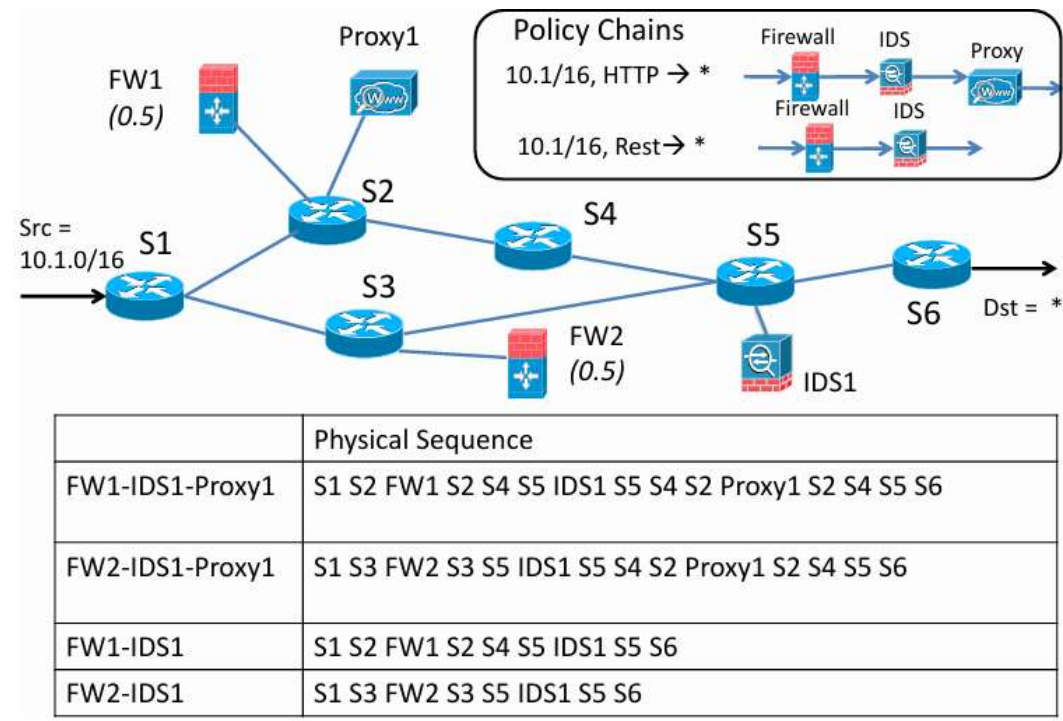 Policy Chains
10.1/16, HTTP → *
Firewall
IDS
Proxy
Www
10.1/16, Rest→ *
Firewall
IDS
Proxy1
Www
FW1
(0.5)
S2
S4
S5
Src =
10.1.0/16
S1
S3
S6
Dst = *
FW2
(0.5)
IDS1
Physical Sequence
FW1-IDS1-Proxy1 S1 S2 FW1 S2 S4 S5 IDS1 S5 S4 S2 Proxy1 S2 S4 S5 S6
FW2-IDS1-Proxy1 S1 S3 FW2 S3 S5 IDS1 S5 S4 S2 Proxy1 S2 S4 S5 S6
FW1-IDS1 S1 S2 FW1 S2 S4 S5 IDS1 S5 S6
FW2-IDS1 S1 S3 FW2 S3 S5 IDS1 S5 S6